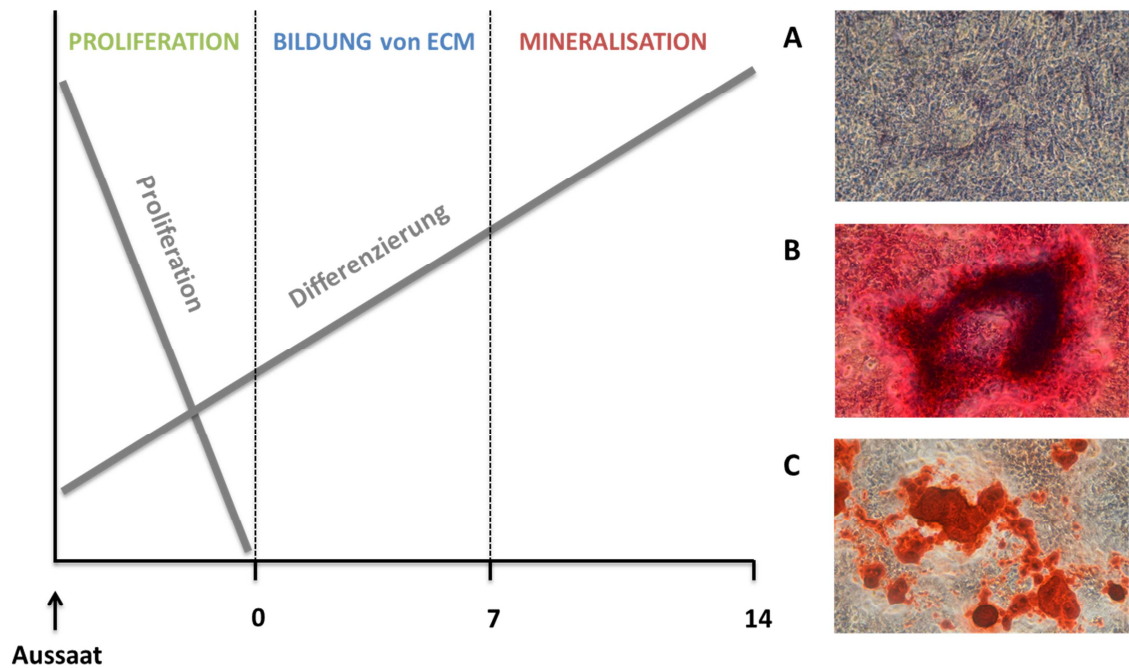 PROLIFERATION
BILDUNG von ECM
MINERALISATION
Proliferation
Differenzierung
0
7
14
Aussaat
A
B
C